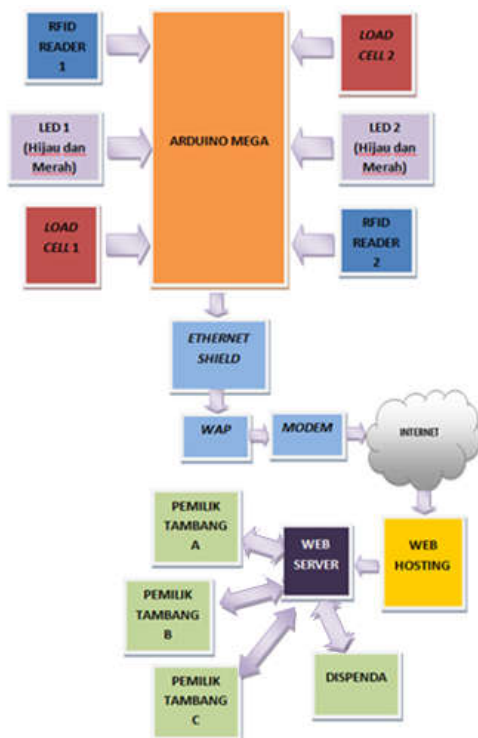 RFID
READER
1
LOAD
CELL 2
ARDUINO MEGA
LED 1
(Hijau dan
Merah)
LED 2
(Hijau dan
Merah)
LOAD
CELL 1
RFID
READER
2
ETHERNET
SHIELD
WAP
MODEM
INTERNET
PEMILIK
TAMBANG
A
WEB
SERVER
WEB
HOSTING
PEMILIK
TAMBANG
B
PEMILIK
TAMBANG
C
DISPENDA